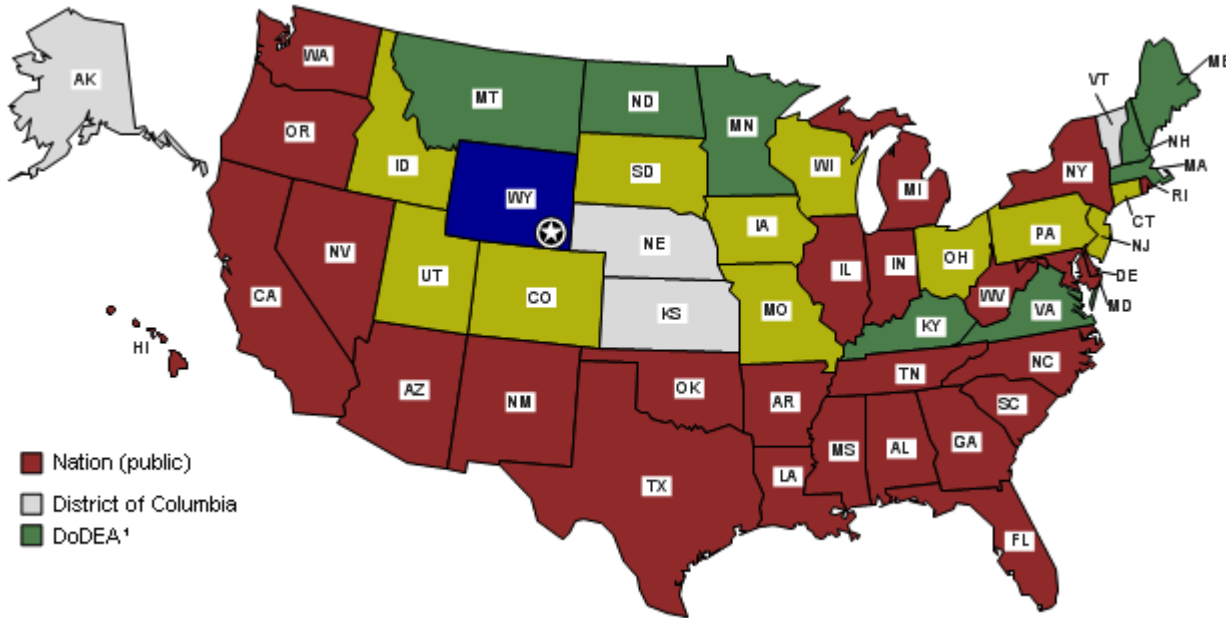 WA
AK
MT
ND
MN
VT
ME
OR
ID
SD
WI
MI
NY
NH
MA
RI
CT
WY
NE
IA
PA
NJ
NV
UT
CO
IL
IN
OH
DE
MD
CA
KS
MO
WV
VA
KY
HI
AZ
NM
OK
AR
TN
NC
SC
MS
AL
GA
TX
LA
FL
Nation (public)
District of Columbia
DoDEA¹